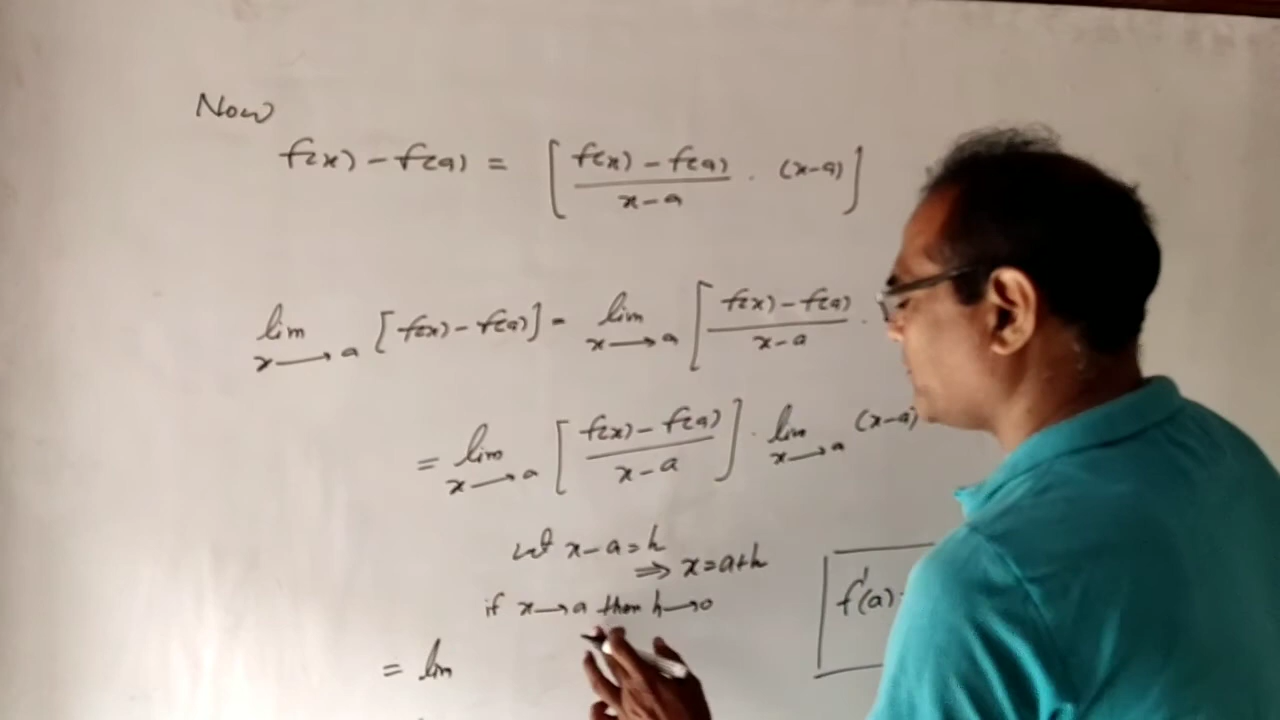 Now
f(x) - f(a) = [ (f(x) - f(a))/(x-a) . (x-a) ]
lim x→a [f(x) - f(a)] = lim x→a [ (f(x) - f(a))/(x-a) .
= lim x→a [ (f(x) - f(a))/(x-a) ] . lim x→a (x-a)
Let x-a=h
⇒ x=a+h
if x→a then h→0
f'(a)
= lim